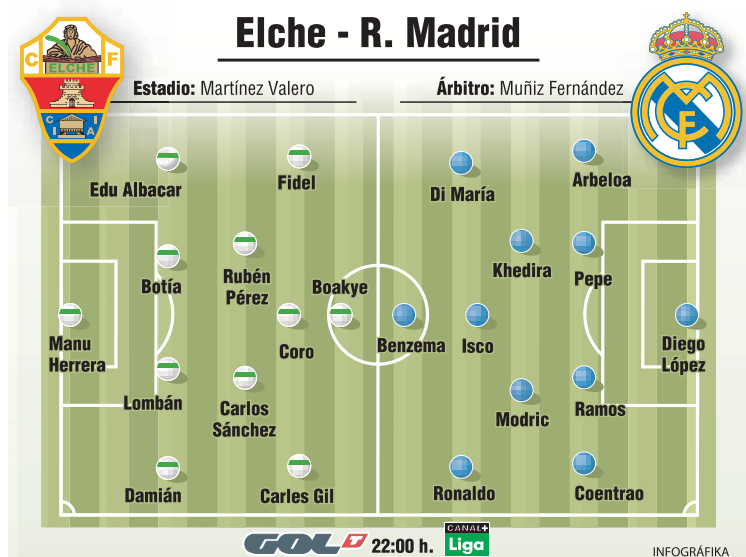 Elche - R. Madrid
C F
ELCHE
C I
I A
Estadio: Martínez Valero
Árbitro: Muñiz Fernández
Edu Albacar
Fidel
Di María
Arbeloa
Botía
Rubén
Pérez
Boakye
Khedira
Pepe
Manu
Herrera
Coro
Benzema
Isco
Diego
López
Lombán
Carlos
Sánchez
Modric
Ramos
Damián
Carles Gil
Ronaldo
Coentrao
GOL T
22:00 h.
CANAL+
Liga
INFOGRÁFIKA